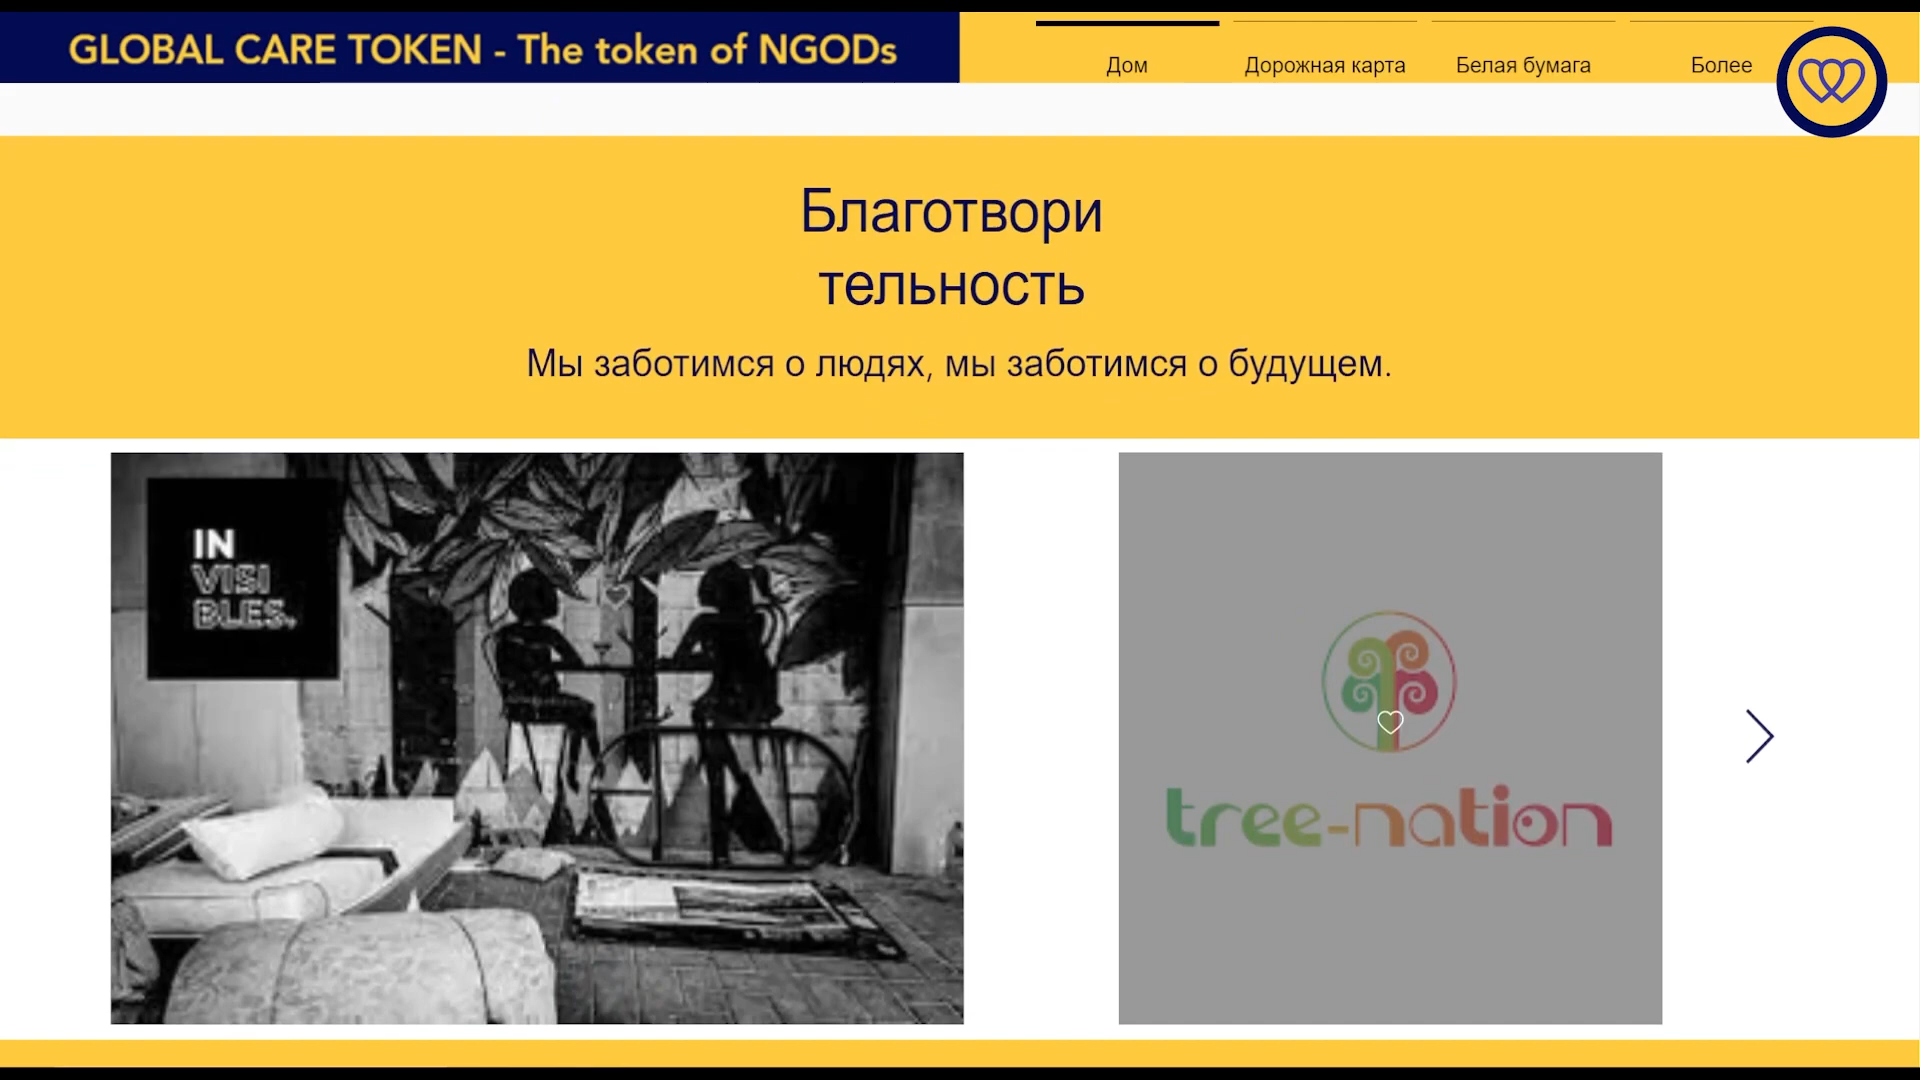 GLOBAL CARE TOKEN - The token of NGODs
Дом
Дорожная карта
Белая бумага
Более
Благотвори
тельность
Мы заботимся о людях, мы заботимся о будущем.
IN
VISI
BLES.
tree-nation